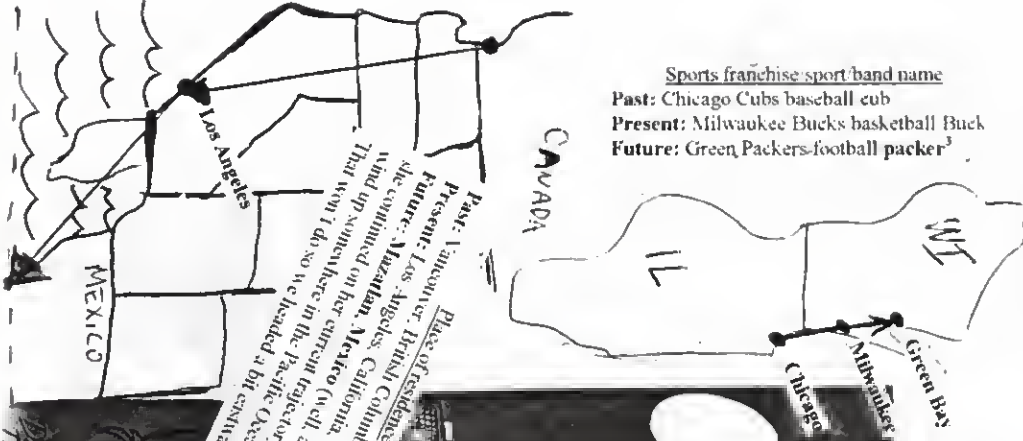 Sports franchise sport/band name
Past: Chicago Cubs baseball cub
Present: Milwaukee Bucks basketball Buck
Future: Green Packers-football packer³
CANADA
Los Angeles
MEXICO
IL
WI
Green Bay
Milwaukee
Chicago
Place of residence
Past: Vancouver, British
Present: Los Angeles, California.
Future: Mazatlan, Mexico (well,
she continued on her current
wind up somewhere in the Pacific
That won't do so we headed a bit